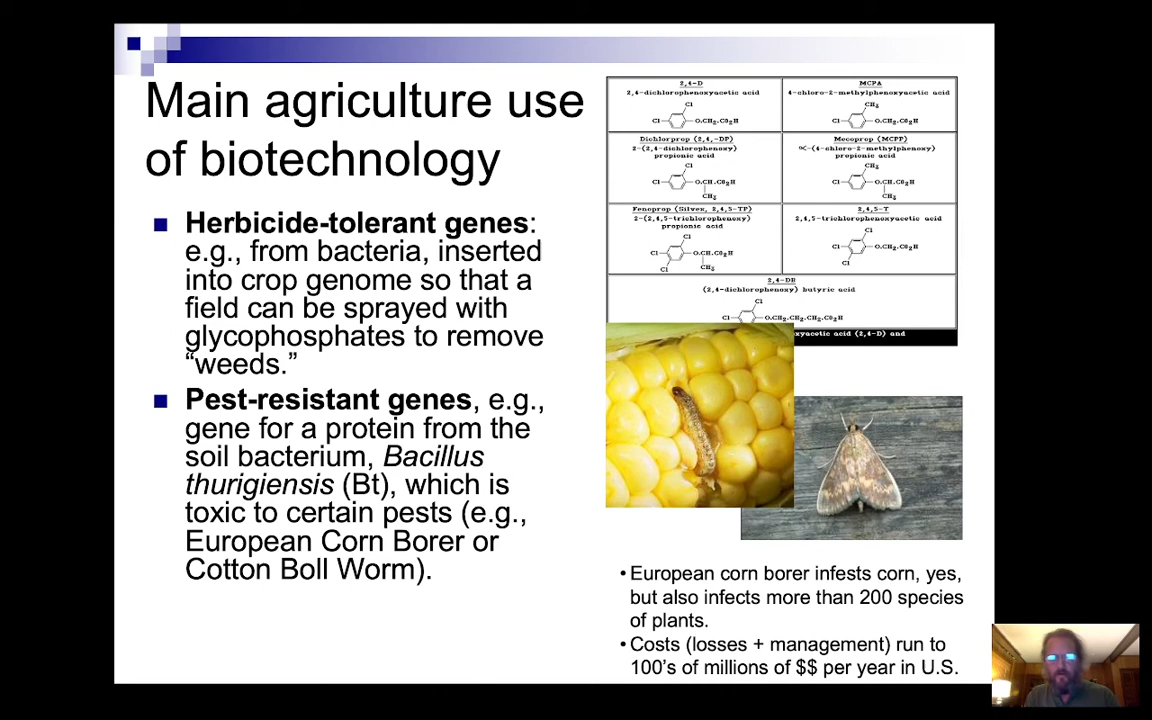 Main agriculture use
of biotechnology
Herbicide-tolerant genes:
e.g., from bacteria, inserted
into crop genome so that a
field can be sprayed with
glycophosphates to remove
“weeds.”
Pest-resistant genes, e.g.,
gene for a protein from the
soil bacterium, Bacillus
thurigiensis (Bt), which is
toxic to certain pests (e.g.,
European Corn Borer or
Cotton Boll Worm).
2,4-D
2,4-dichlorophenoxyacetic acid
Cl
Cl O.CH₂.CO₂H
MCPA
4-chloro-2-methylphenoxyacetic acid
CH₃
Cl O.CH₂.CO₂H
Dichlorprop (2,4,-DP)
2-(2,4-dichlorophenoxy)
propionic acid
Cl
Cl O.CH.CO₂H
CH₃
Mecoprop (MCPP)
∝-(4-chloro-2-methylphenoxy)
propionic acid
CH₃
Cl O.CH.CO₂H
CH₃
Fenoprop (Silvex, 2,4,5-TP)
2-(2,4,5-trichlorophenoxy)
propionic acid
Cl
Cl O.CH.CO₂H
Cl CH₃
2,4,5-T
2,4,5-trichlorophenoxyacetic acid
Cl
Cl O.CH₂.CO₂H
Cl
2,4-DB
(2,4-dichlorophenoxy) butyric acid
Cl
Cl O.CH₂.CH₂.CH₂.CO₂H
oxyacetic acid (2,4-D) and
•European corn borer infests corn, yes,
but also infects more than 200 species
of plants.
•Costs (losses + management) run to
100’s of millions of $$ per year in U.S.